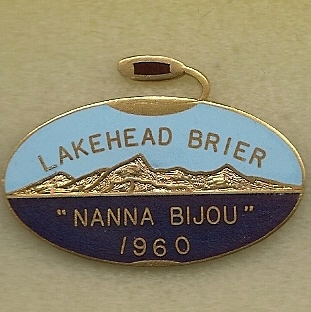 LAKEHEAD BRIER
"NANNA BIJOU"
1960